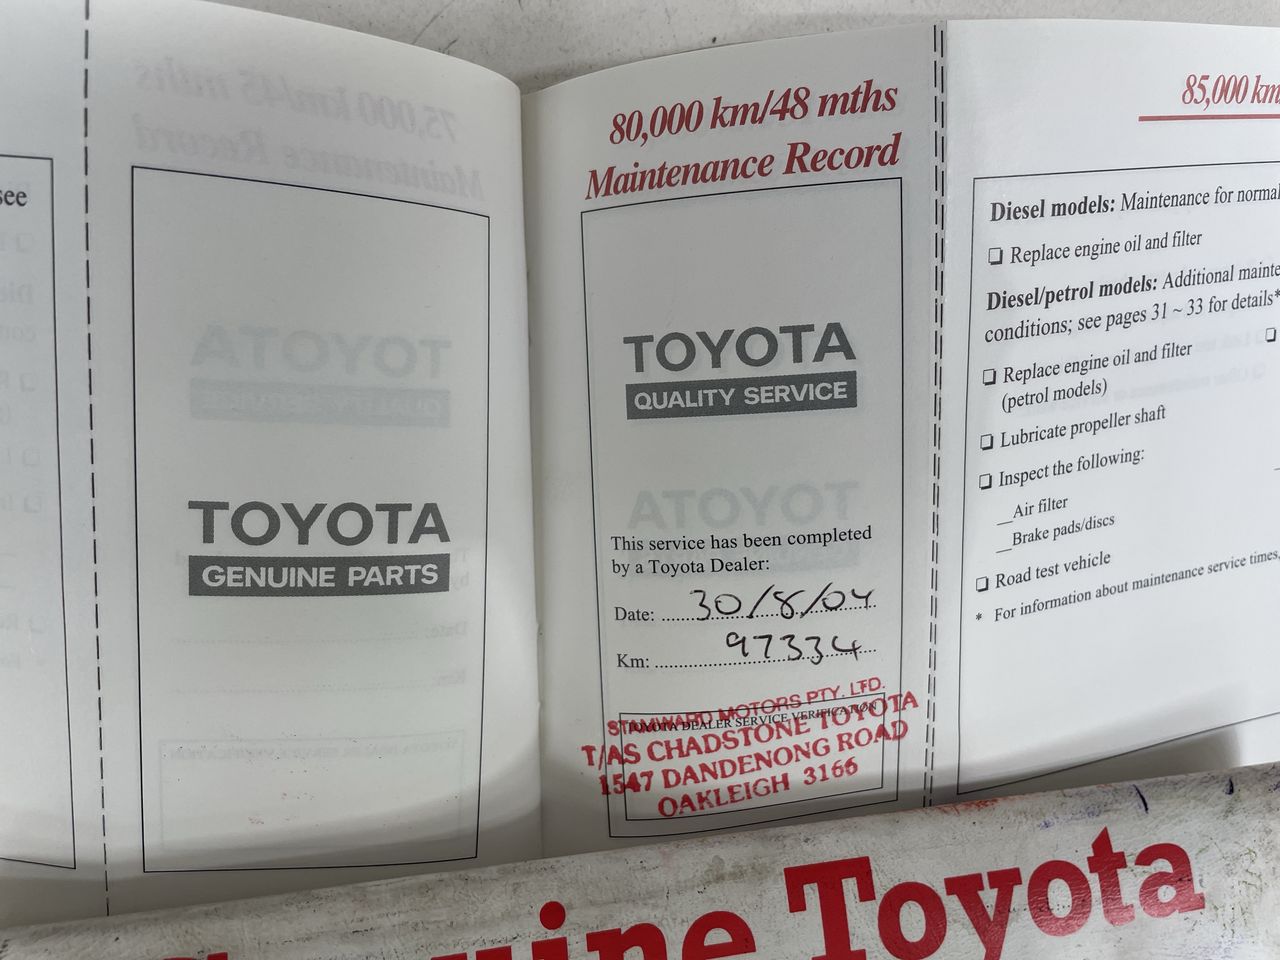 see
TOYOTA
GENUINE PARTS
80,000 km/48 mths
Maintenance Record
TOYOTA
QUALITY SERVICE
This service has been completed
by a Toyota Dealer:
Date: 30/8/04
Km: 97334
TOYOTA DEALER SERVICE VERIFICATION
STANWARD MOTORS PTY. LTD.
T/AS CHADSTONE TOYOTA
1547 DANDENONG ROAD
OAKLEIGH 3166
85,000 km
Diesel models: Maintenance for normal
❑ Replace engine oil and filter
Diesel/petrol models: Additional mainte
conditions; see pages 31 ~ 33 for details*
❑ Replace engine oil and filter
(petrol models)
❑ Lubricate propeller shaft
❑ Inspect the following:
__Air filter
__Brake pads/discs
❑ Road test vehicle
* For information about maintenance service times,
Genuine Toyota